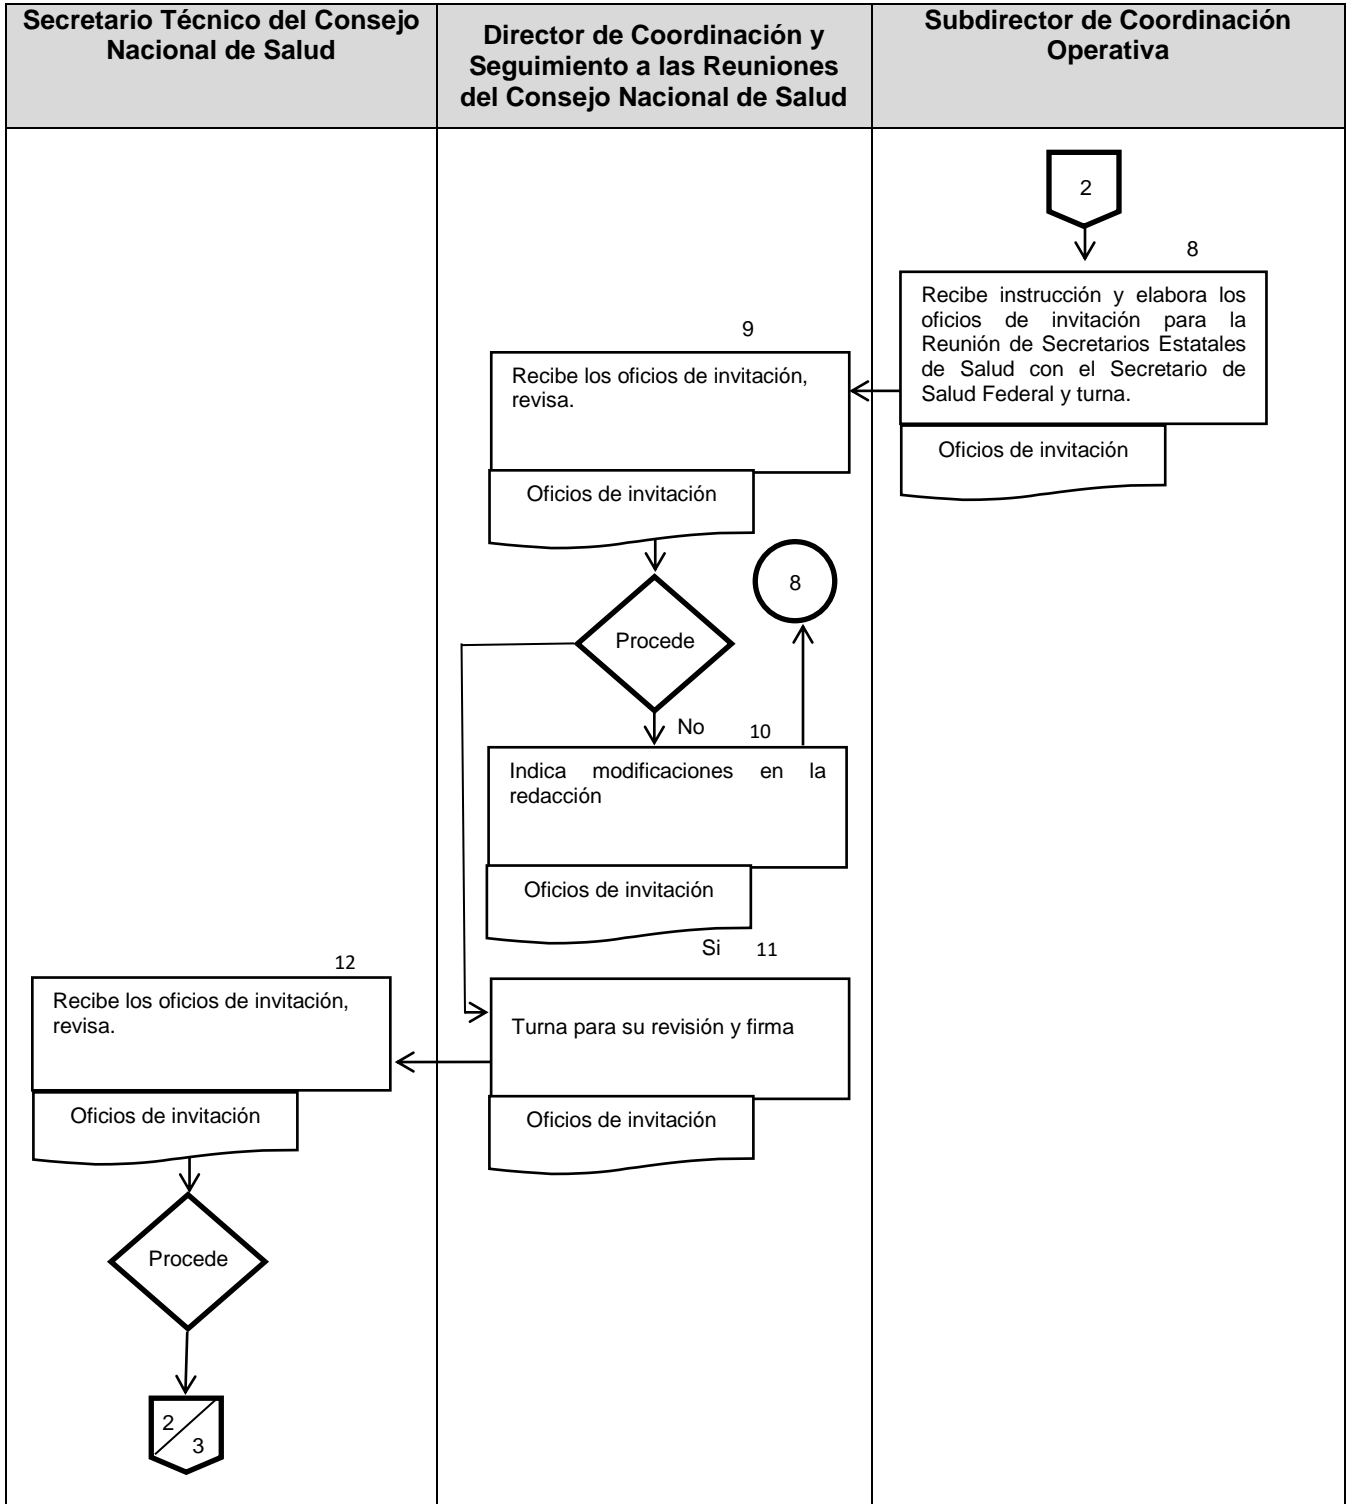 Secretario Técnico del Consejo
Nacional de Salud
Director de Coordinación y
Seguimiento a las Reuniones
del Consejo Nacional de Salud
Subdirector de Coordinación
Operativa
2
8
Recibe instrucción y elabora los
oficios de invitación para la
Reunión de Secretarios Estatales
de Salud con el Secretario de
Salud Federal y turna.
Oficios de invitación
9
Recibe los oficios de invitación,
revisa.
Oficios de invitación
8
Procede
No
10
Indica modificaciones en la
redacción
Oficios de invitación
Si
11
Turna para su revisión y firma
Oficios de invitación
12
Recibe los oficios de invitación,
revisa.
Oficios de invitación
Procede
2
3